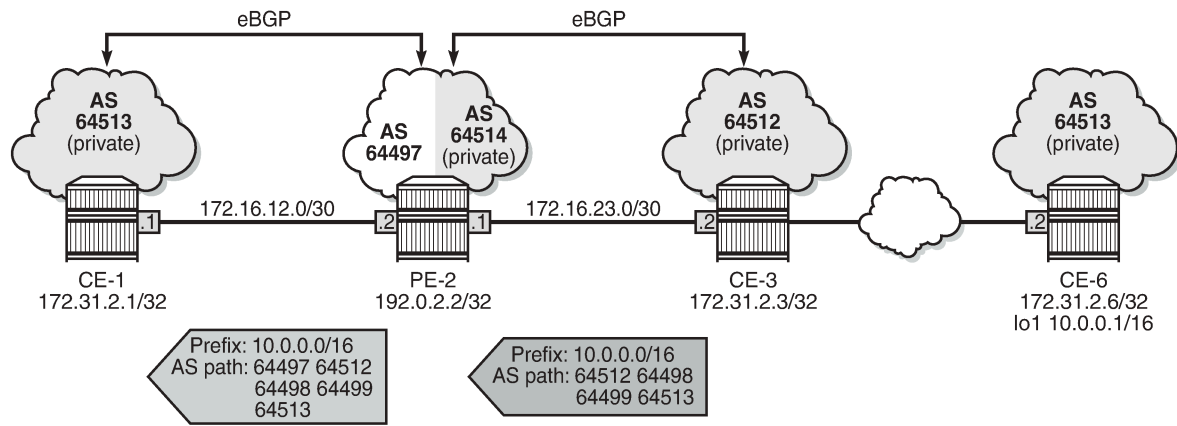 eBGP
eBGP
AS
64513
(private)
AS
64497
AS
64514
(private)
AS
64512
(private)
AS
64513
(private)
172.16.12.0/30
172.16.23.0/30
.1
.2
.1
.2
.2
CE-1
172.31.2.1/32
PE-2
192.0.2.2/32
CE-3
172.31.2.3/32
CE-6
172.31.2.6/32
lo1 10.0.0.1/16
Prefix: 10.0.0.0/16
AS path: 64497 64512
64498 64499
64513
Prefix: 10.0.0.0/16
AS path: 64512 64498
64499 64513